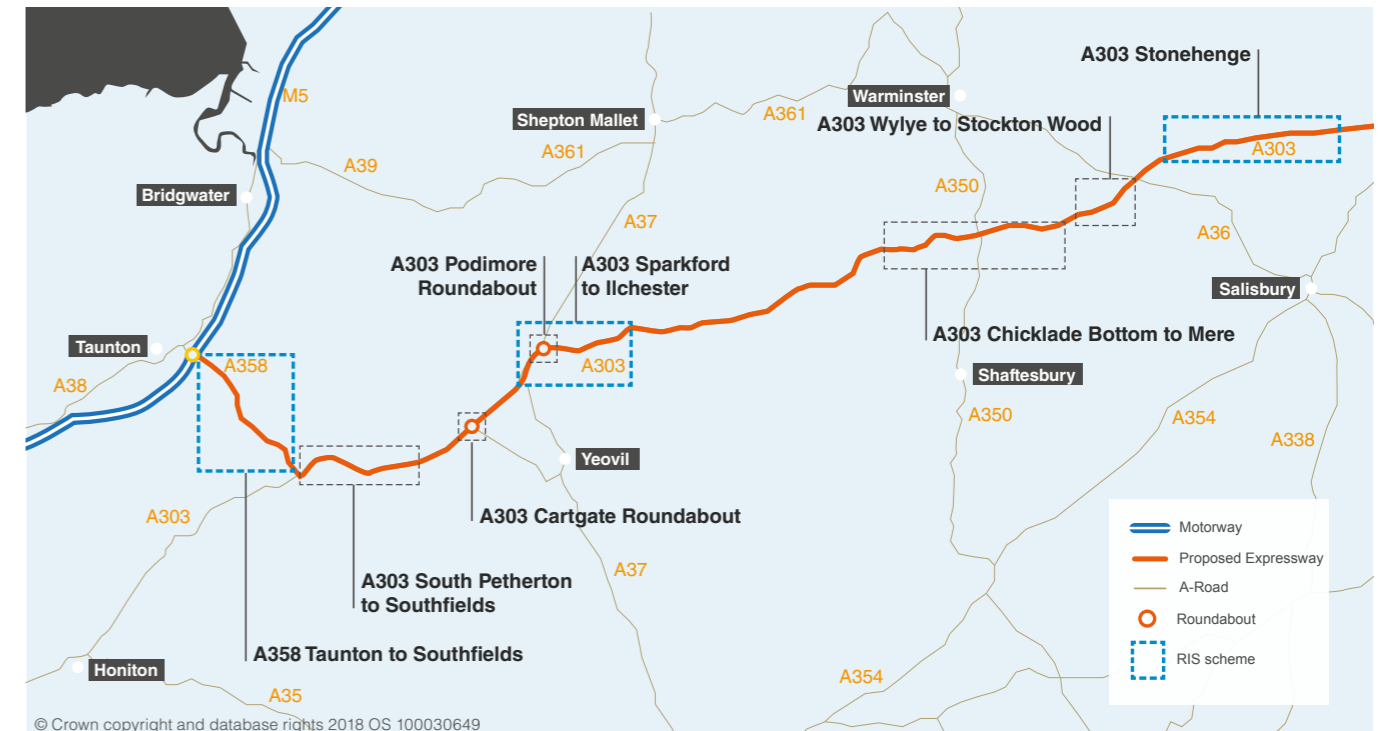 A303 Stonehenge
Warminster
M5
A361
Shepton Mallet
A303 Wylye to Stockton Wood
A303
A361
A39
Bridgwater
A350
A37
A36
A303 Podimore
Roundabout
A303 Sparkford
to Ilchester
Salisbury
A303 Chicklade Bottom to Mere
Taunton
A358
A303
Shaftesbury
A38
A350
A354
A338
Yeovil
A303
A303 Cartgate Roundabout
Motorway
Proposed Expressway
A-Road
Roundabout
RIS scheme
A37
A303 South Petherton
to Southfields
A358 Taunton to Southfields
Honiton
A354
A35
© Crown copyright and database rights 2018 OS 100030649